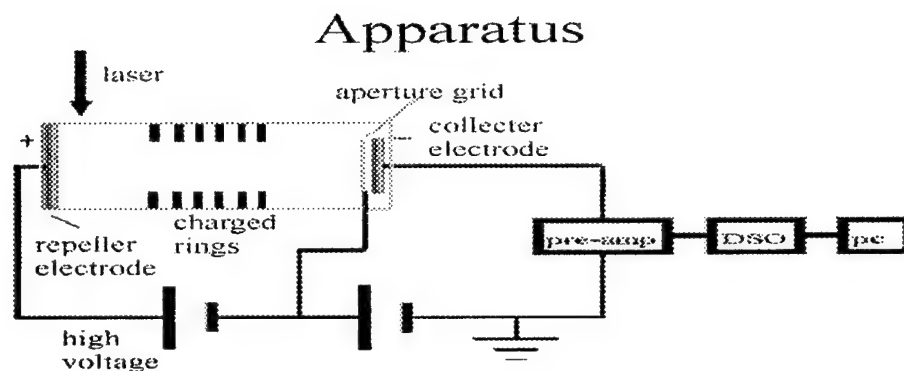 Apparatus
laser
aperture grid
collecter
electrode
+
charged
rings
repeller
electrode
pre-amp
DSO
pc
high
voltage